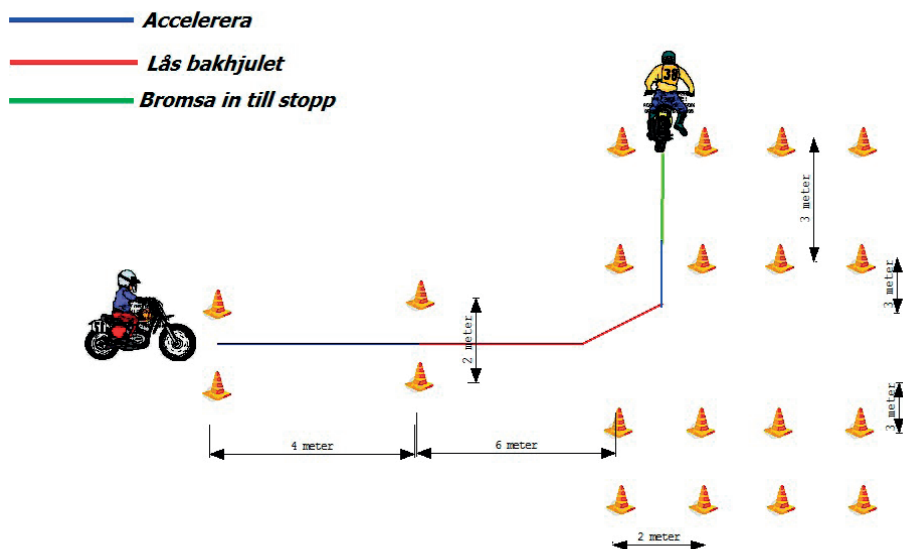 Accelerera
Lås bakhjulet
Bromsa in till stopp
38
3 meter
3 meter
2 meter
3 meter
4 meter
6 meter
2 meter